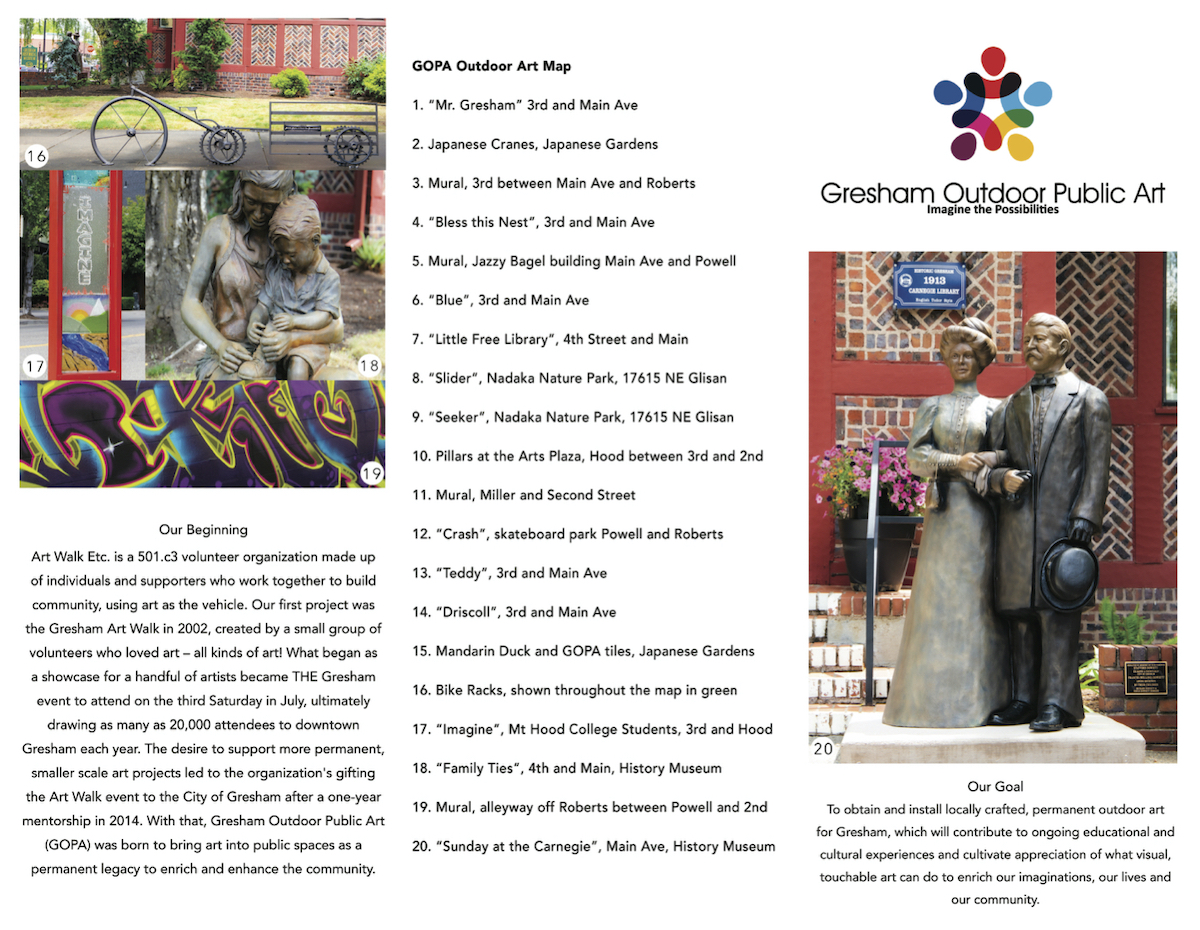 16
IMAGINE
17
18
19
Our Beginning
Art Walk Etc. is a 501.c3 volunteer organization made up
of individuals and supporters who work together to build
community, using art as the vehicle. Our first project was
the Gresham Art Walk in 2002, created by a small group of
volunteers who loved art – all kinds of art! What began as
a showcase for a handful of artists became THE Gresham
event to attend on the third Saturday in July, ultimately
drawing as many as 20,000 attendees to downtown
Gresham each year. The desire to support more permanent,
smaller scale art projects led to the organization's gifting
the Art Walk event to the City of Gresham after a one-year
mentorship in 2014. With that, Gresham Outdoor Public Art
(GOPA) was born to bring art into public spaces as a
permanent legacy to enrich and enhance the community.
GOPA Outdoor Art Map
1. “Mr. Gresham” 3rd and Main Ave
2. Japanese Cranes, Japanese Gardens
3. Mural, 3rd between Main Ave and Roberts
4. “Bless this Nest”, 3rd and Main Ave
5. Mural, Jazzy Bagel building Main Ave and Powell
6. “Blue”, 3rd and Main Ave
7. “Little Free Library”, 4th Street and Main
8. “Slider”, Nadaka Nature Park, 17615 NE Glisan
9. “Seeker”, Nadaka Nature Park, 17615 NE Glisan
10. Pillars at the Arts Plaza, Hood between 3rd and 2nd
11. Mural, Miller and Second Street
12. “Crash”, skateboard park Powell and Roberts
13. “Teddy”, 3rd and Main Ave
14. “Driscoll”, 3rd and Main Ave
15. Mandarin Duck and GOPA tiles, Japanese Gardens
16. Bike Racks, shown throughout the map in green
17. “Imagine”, Mt Hood College Students, 3rd and Hood
18. “Family Ties”, 4th and Main, History Museum
19. Mural, alleyway off Roberts between Powell and 2nd
20. “Sunday at the Carnegie”, Main Ave, History Museum
Gresham Outdoor Public Art
Imagine the Possibilities
HISTORIC GRESHAM
1913
CARNEGIE LIBRARY
English Tudor Style
20
Our Goal
To obtain and install locally crafted, permanent outdoor art
for Gresham, which will contribute to ongoing educational and
cultural experiences and cultivate appreciation of what visual,
touchable art can do to enrich our imaginations, our lives and
our community.